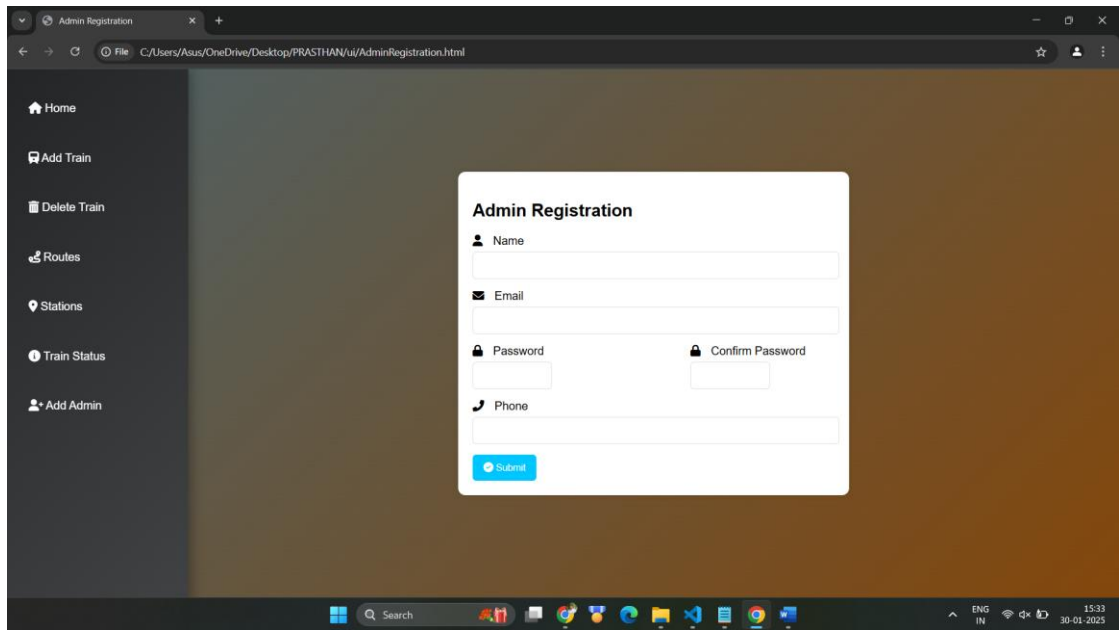 Admin Registration
File C:/Users/Asus/OneDrive/Desktop/PRASTHAN/ui/AdminRegistration.html
Home
Add Train
Delete Train
Routes
Stations
Train Status
Add Admin
Admin Registration
Name
Email
Password Confirm Password
Phone
Submit
Search
ENG
IN
15:33
30-01-2025